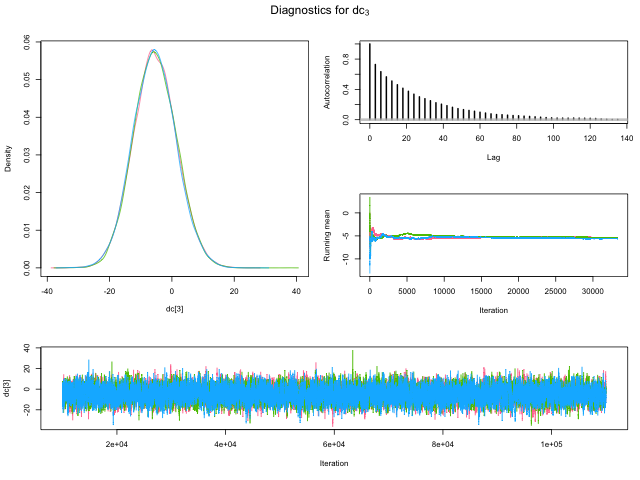 Diagnostics for dc₃
Density
0.00 0.01 0.02 0.03 0.04 0.05 0.06
-40 -20 0 20 40
dc[3]
Autocorrelation
0.0 0.4 0.8
0 20 40 60 80 100 120 140
Lag
Running mean
-10 -5 0
0 5000 10000 15000 20000 25000 30000
Iteration
dc[3]
-20 0 20 40
2e+04 4e+04 6e+04 8e+04 1e+05
Iteration